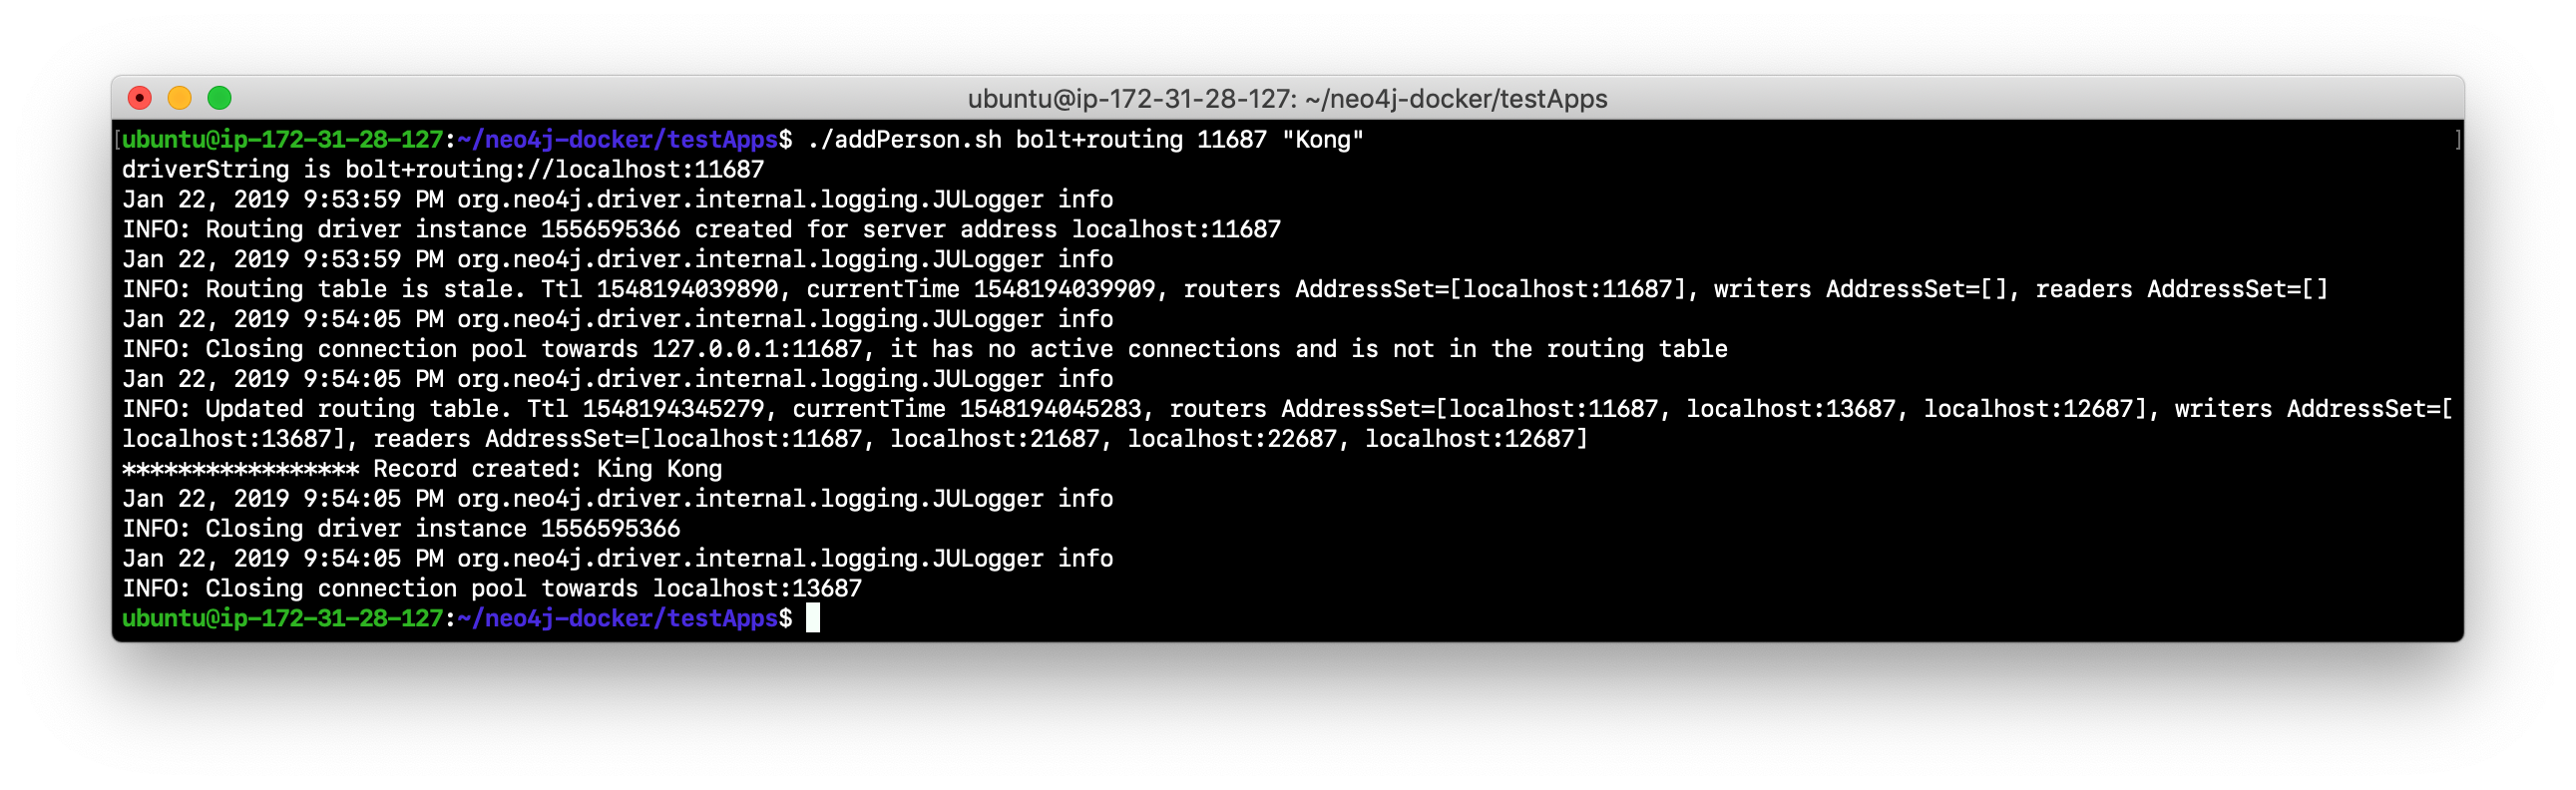 ubuntu@ip-172-31-28-127: ~/neo4j-docker/testApps
[ubuntu@ip-172-31-28-127:~/neo4j-docker/testApps$ ./addPerson.sh bolt+routing 11687 "Kong" ]
driverString is bolt+routing://localhost:11687
Jan 22, 2019 9:53:59 PM org.neo4j.driver.internal.logging.JULogger info
INFO: Routing driver instance 1556595366 created for server address localhost:11687
Jan 22, 2019 9:53:59 PM org.neo4j.driver.internal.logging.JULogger info
INFO: Routing table is stale. Ttl 1548194039890, currentTime 1548194039909, routers AddressSet=[localhost:11687], writers AddressSet=[], readers AddressSet=[]
Jan 22, 2019 9:54:05 PM org.neo4j.driver.internal.logging.JULogger info
INFO: Closing connection pool towards 127.0.0.1:11687, it has no active connections and is not in the routing table
Jan 22, 2019 9:54:05 PM org.neo4j.driver.internal.logging.JULogger info
INFO: Updated routing table. Ttl 1548194345279, currentTime 1548194045283, routers AddressSet=[localhost:11687, localhost:13687, localhost:12687], writers AddressSet=[
localhost:13687], readers AddressSet=[localhost:11687, localhost:21687, localhost:22687, localhost:12687]
***************** Record created: King Kong
Jan 22, 2019 9:54:05 PM org.neo4j.driver.internal.logging.JULogger info
INFO: Closing driver instance 1556595366
Jan 22, 2019 9:54:05 PM org.neo4j.driver.internal.logging.JULogger info
INFO: Closing connection pool towards localhost:13687
ubuntu@ip-172-31-28-127:~/neo4j-docker/testApps$